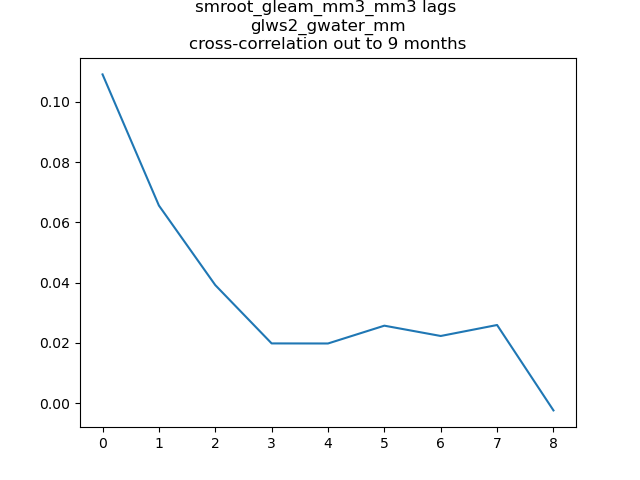 smroot_gleam_mm3_mm3 lags
glws2_gwater_mm
cross-correlation out to 9 months
0.10
0.08
0.06
0.04
0.02
0.00
0 1 2 3 4 5 6 7 8